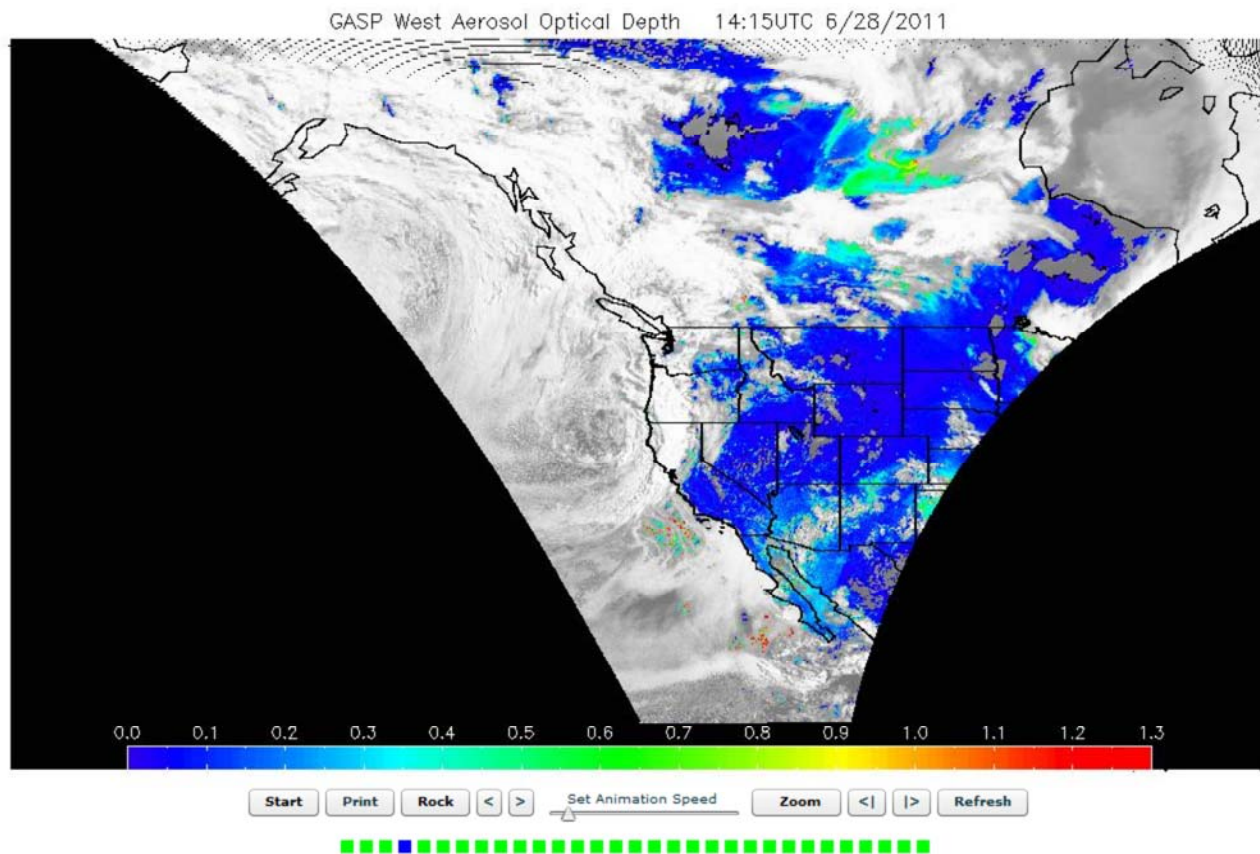 GASP West Aerosol Optical Depth 14:15UTC 6/28/2011
0.0 0.1 0.2 0.3 0.4 0.5 0.6 0.7 0.8 0.9 1.0 1.1 1.2 1.3
Start Print Rock < > Set Animation Speed Zoom <| |> Refresh